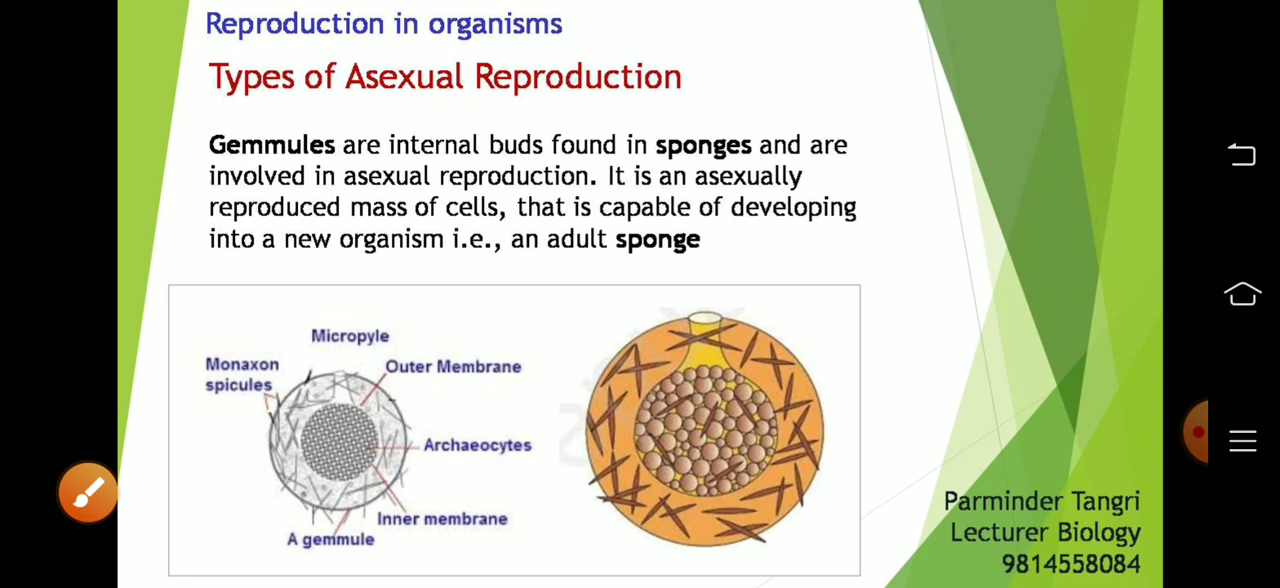 Reproduction in organisms
Types of Asexual Reproduction
Gemmules are internal buds found in sponges and are
involved in asexual reproduction. It is an asexually
reproduced mass of cells, that is capable of developing
into a new organism i.e., an adult sponge
Micropyle
Monaxon
spicules
Outer Membrane
Archaeocytes
Inner membrane
A gemmule
Parminder Tangri
Lecturer Biology
9814558084